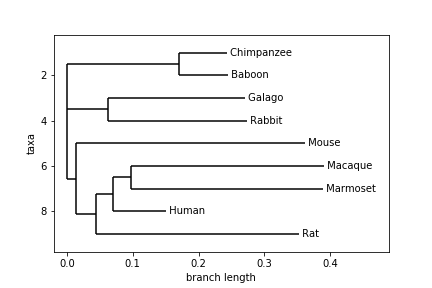 Chimpanzee
2
Baboon
Galago
4
Rabbit
Mouse
taxa
6
Macaque
Marmoset
8
Human
Rat
0.0 0.1 0.2 0.3 0.4
branch length